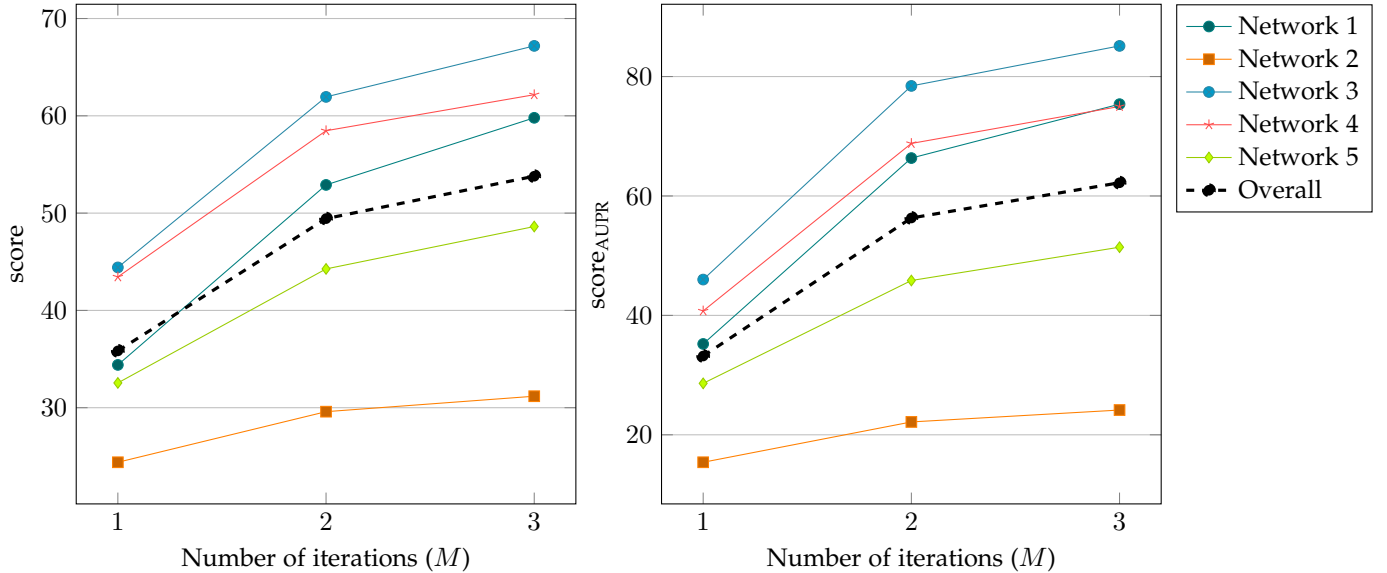 70
60
50
40
30
score
1
2
3
Number of iterations (M)
80
60
40
20
score_AUPR
1
2
3
Number of iterations (M)
Network 1
Network 2
Network 3
Network 4
Network 5
Overall